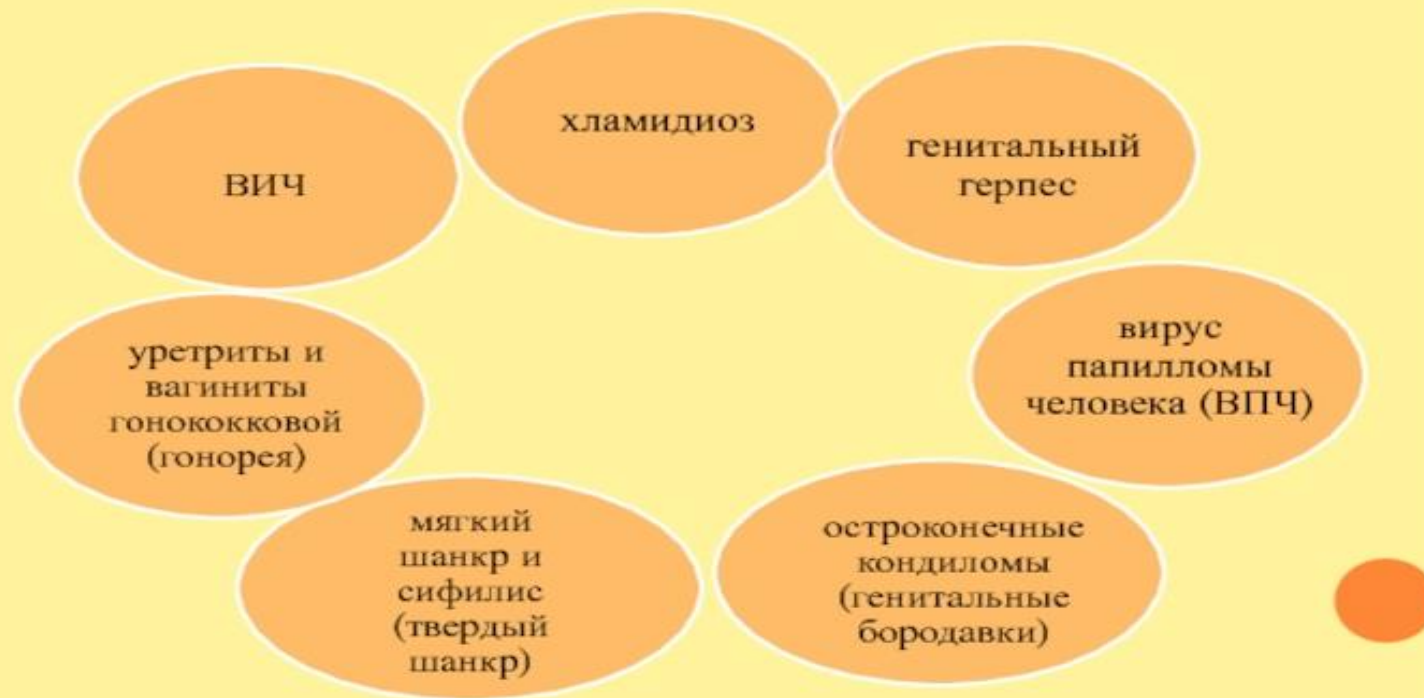 хламидиоз
генитальный
герпес
вирус
папилломы
человека (ВПЧ)
остроконечные
кондиломы
(генитальные
бородавки)
мягкий
шанкр и
сифилис
(твердый
шанкр)
уретриты и
вагиниты
гонококковой
(гонорея)
ВИЧ